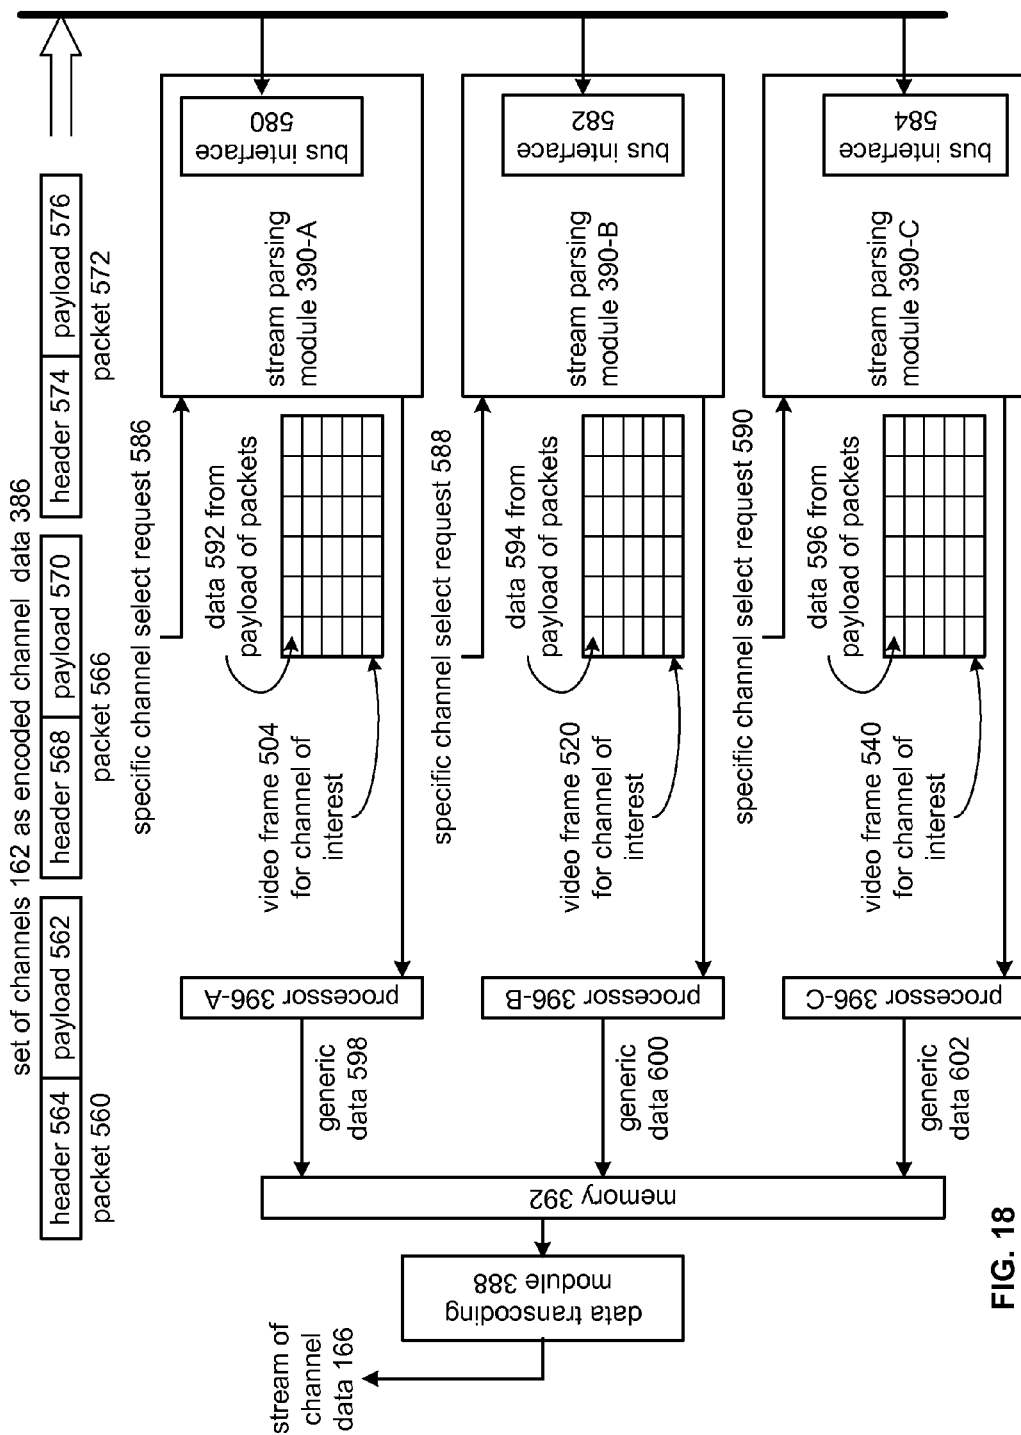 set of channels 162 as encoded channel data 386
header 564
payload 562
packet 560
header 568
payload 570
packet 566
header 574
payload 576
packet 572
specific channel select request 586
bus interface
580
stream parsing
module 390-A
data 592 from
payload of packets
video frame 504
for channel of
interest
processor 396-A
generic
data 598
specific channel select request 588
bus interface
582
stream parsing
module 390-B
data 594 from
payload of packets
video frame 520
for channel of
interest
processor 396-B
generic
data 600
specific channel select request 590
bus interface
584
stream parsing
module 390-C
data 596 from
payload of packets
video frame 540
for channel of
interest
processor 396-C
generic
data 602
memory 392
data transcoding
module 388
stream of
channel
data 166
FIG. 18